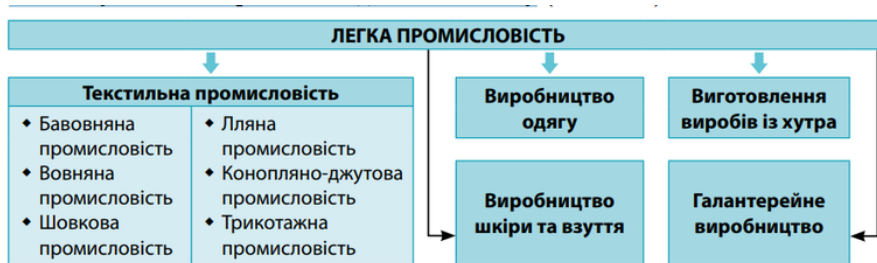 ЛЕГКА ПРОМИСЛОВІСТЬ
Текстильна промисловість
◆ Бавовняна
промисловість
◆ Вовняна
промисловість
◆ Шовкова
промисловість
◆ Лляна
промисловість
◆ Конопляно-джутова
промисловість
◆ Трикотажна
промисловість
Виробництво
одягу
Виготовлення
виробів із хутра
Виробництво
шкіри та взуття
Галантерейне
виробництво